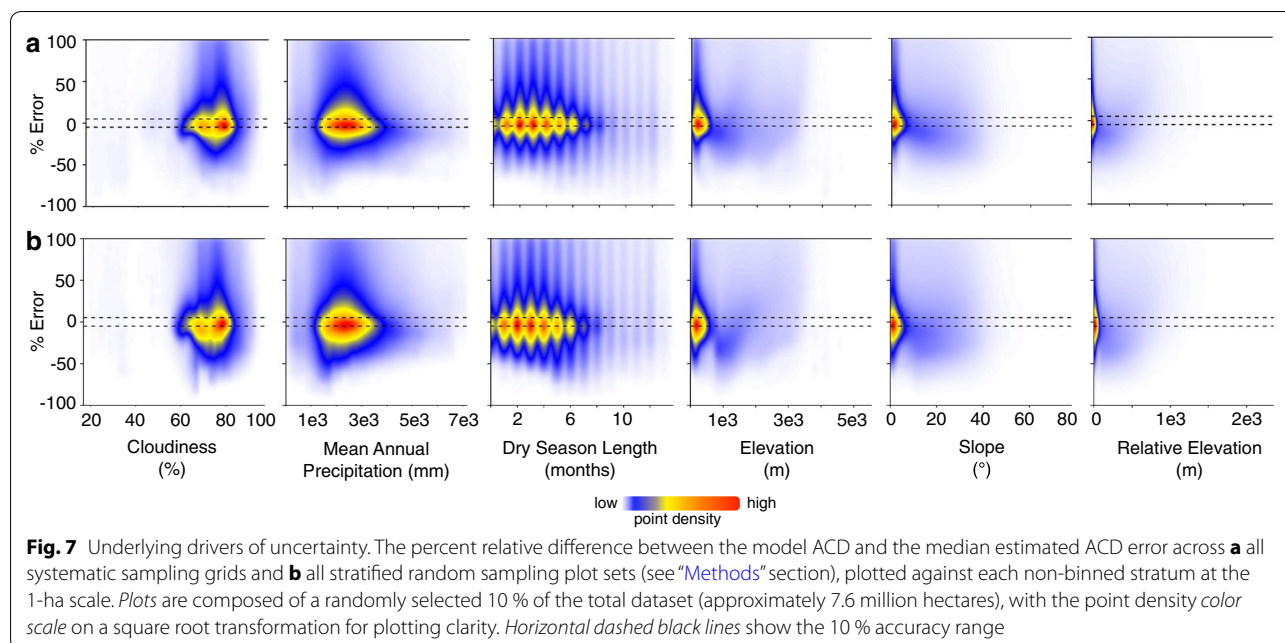 a
100
50
0
-50
-100
% Error
b
100
50
0
-50
-100
% Error
20 40 60 80 100
1e3 3e3 5e3 7e3
2 6 10
1e3 3e3 5e3
0 20 40 60 80
0 1e3 2e3
Cloudiness
(%)
Mean Annual
Precipitation (mm)
Dry Season Length
(months)
Elevation
(m)
Slope
(°)
Relative Elevation
(m)
low high
point density
Fig. 7 Underlying drivers of uncertainty. The percent relative difference between the model ACD and the median estimated ACD error across a all
systematic sampling grids and b all stratified random sampling plot sets (see “Methods” section), plotted against each non-binned stratum at the
1-ha scale. Plots are composed of a randomly selected 10 % of the total dataset (approximately 7.6 million hectares), with the point density color
scale on a square root transformation for plotting clarity. Horizontal dashed black lines show the 10 % accuracy range